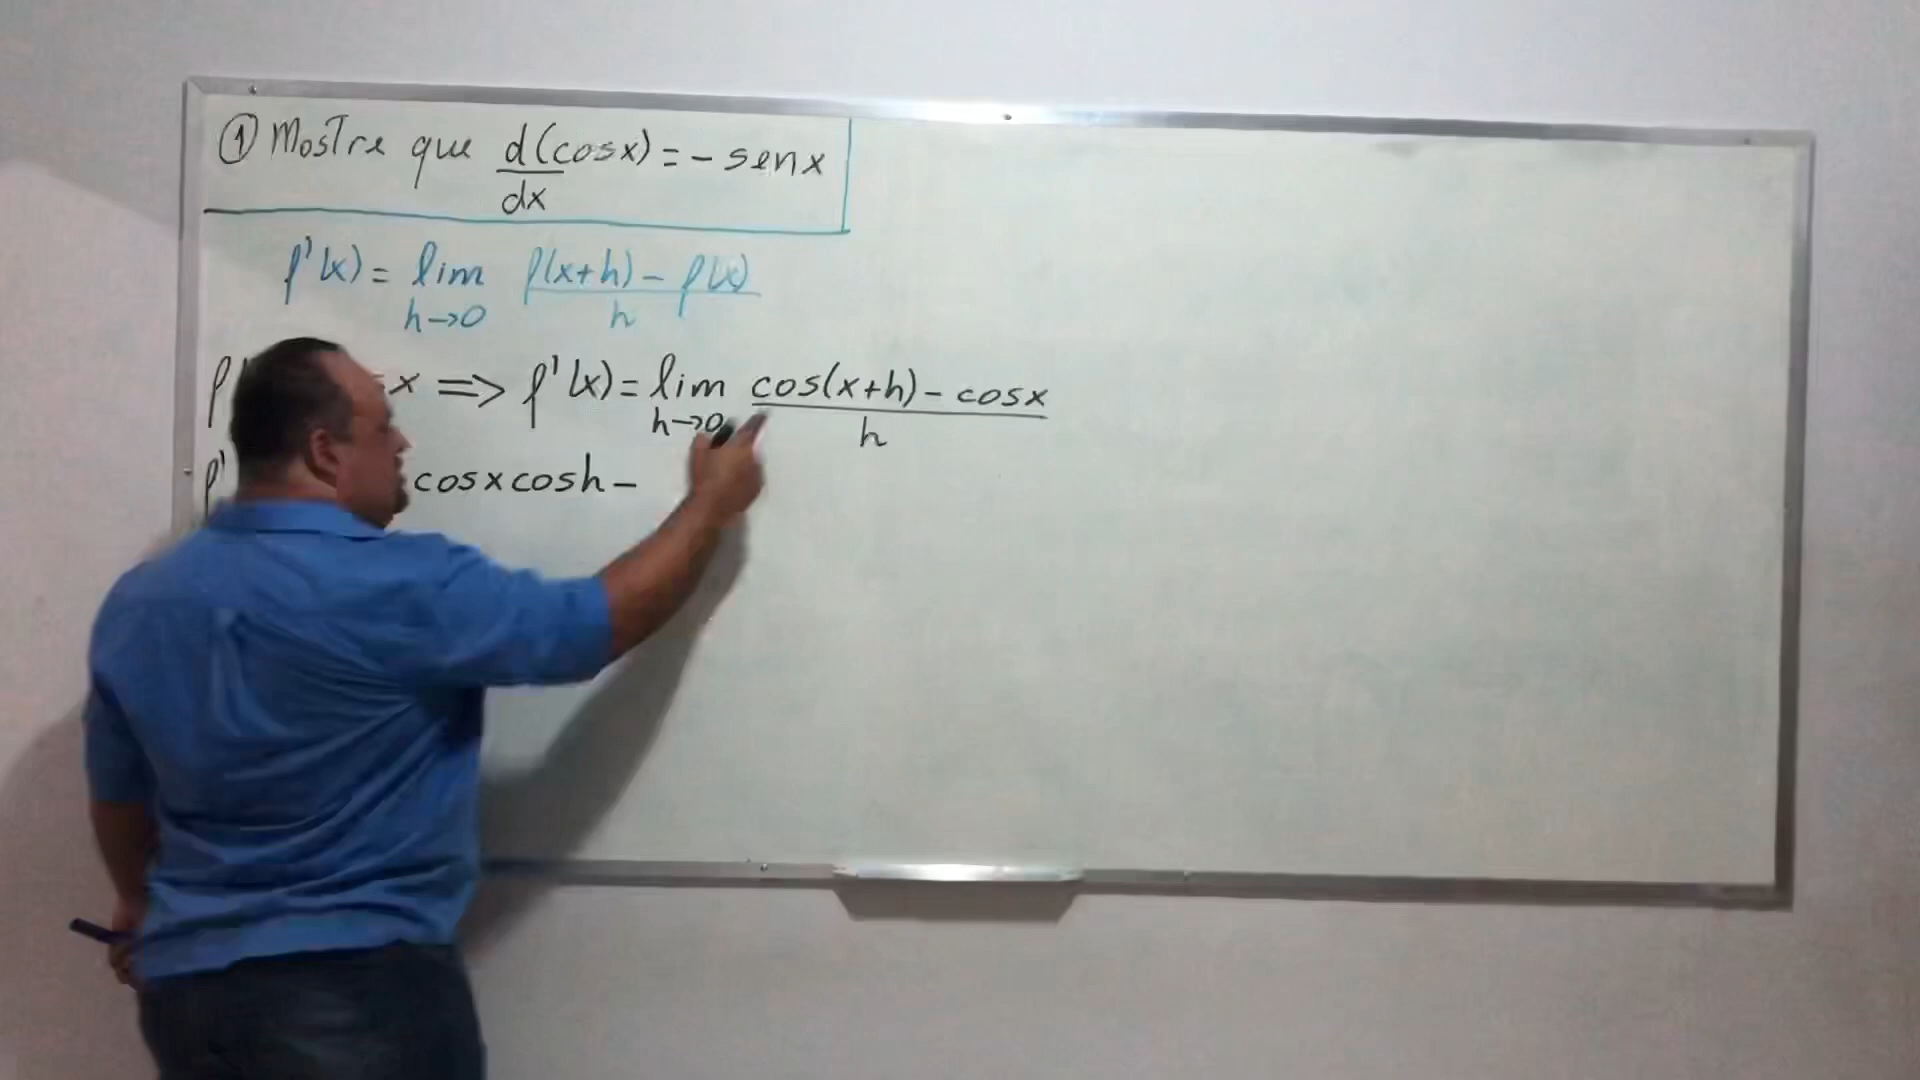 ① Mostre que d(cosx) = - senx
dx
f'(x) = lim f(x+h) - f(x)
h→0 h
x => f'(x) = lim cos(x+h) - cosx
h→0 h
f' cosxcosh -